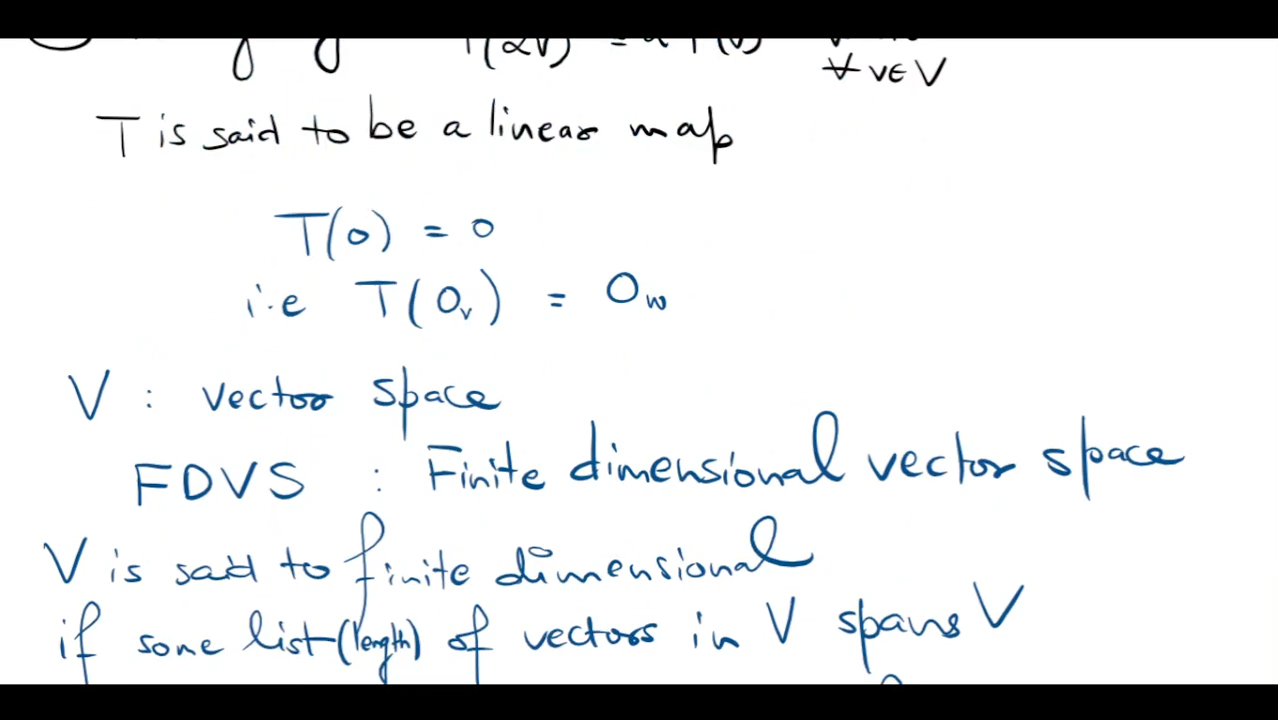 T(αv) = α T(v)
∀ v∈V
T is said to be a linear map
T(0) = 0
i.e T(0v) = 0w
V : vector space
FDVS : Finite dimensional vector space
V is said to finite dimensional
if some list(length) of vectors in V spans V